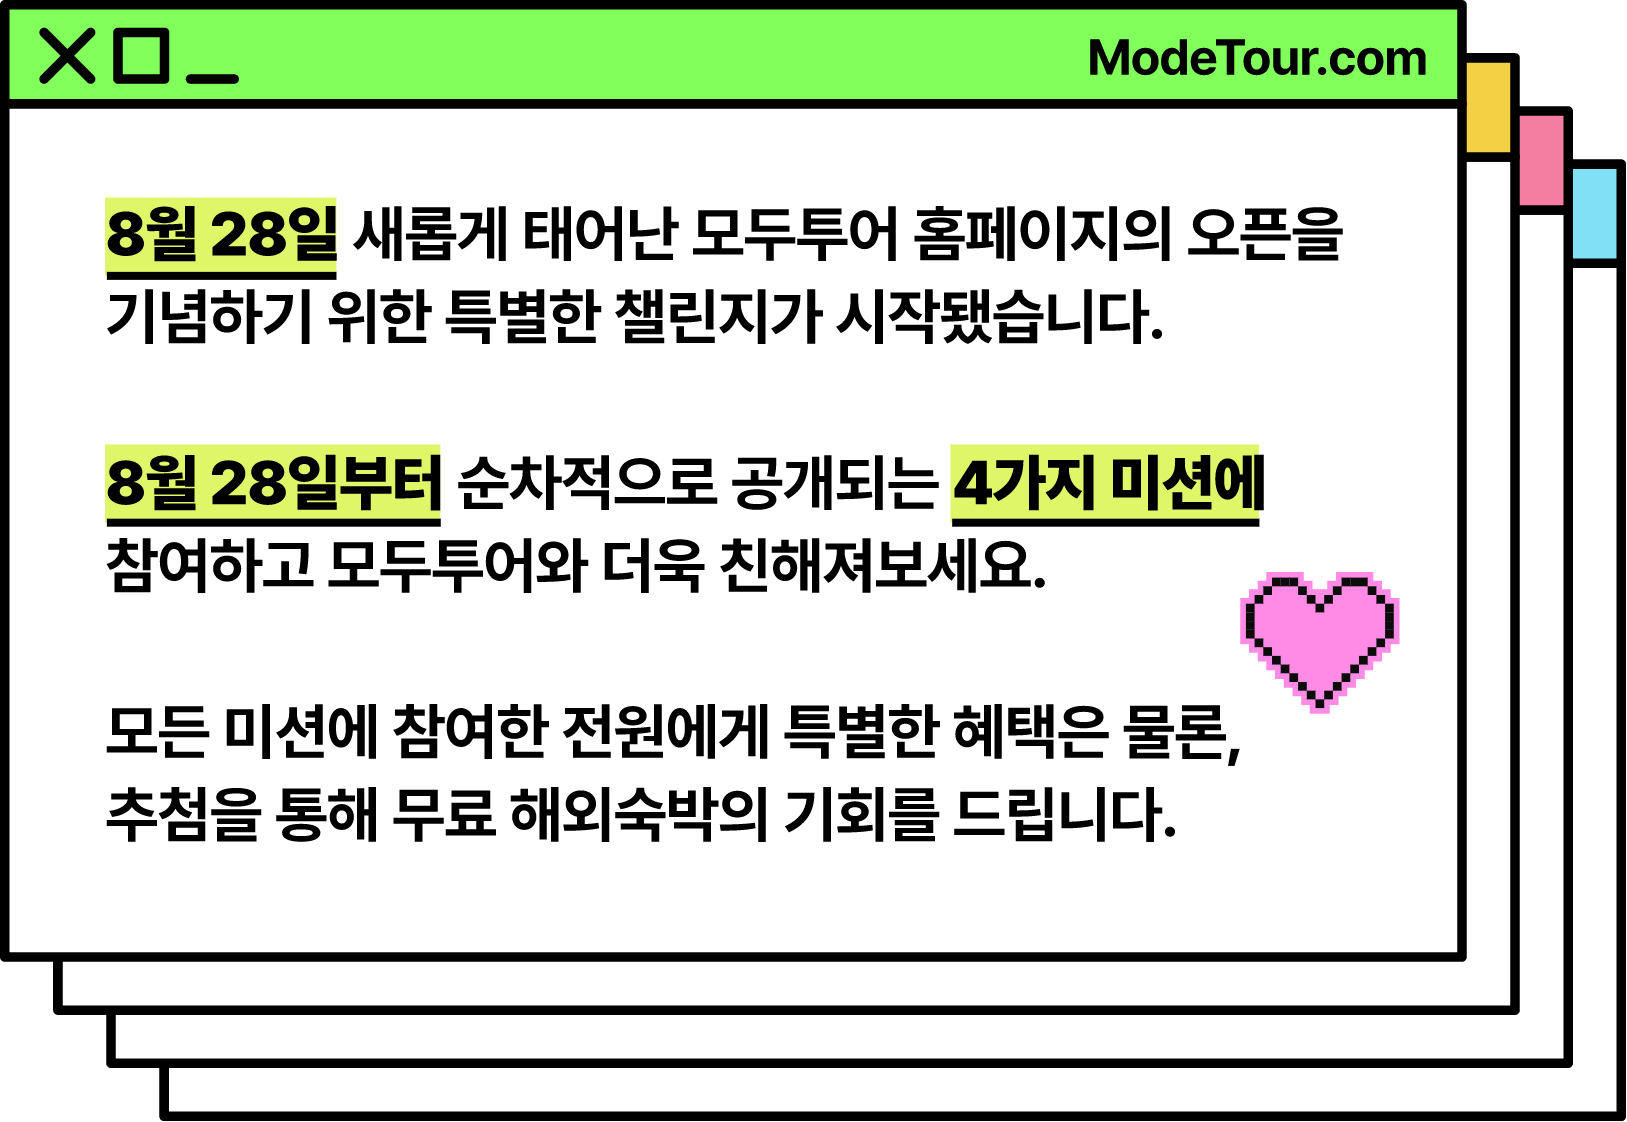 ModeTour.com
8월 28일 새롭게 태어난 모두투어 홈페이지의 오픈을
기념하기 위한 특별한 챌린지가 시작됐습니다.
8월 28일부터 순차적으로 공개되는 4가지 미션에
참여하고 모두투어와 더욱 친해져보세요.
모든 미션에 참여한 전원에게 특별한 혜택은 물론,
추첨을 통해 무료 해외숙박의 기회를 드립니다.